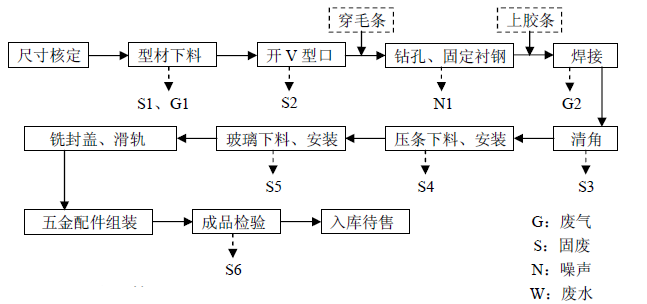 穿毛条
上胶条
尺寸核定
型材下料
开V型口
钻孔、固定衬钢
焊接
S1、G1
S2
N1
G2
铣封盖、滑轨
玻璃下料、安装
压条下料、安装
清角
S5
S4
S3
五金配件组装
成品检验
入库待售
S6
G：废气
S：固废
N：噪声
W：废水